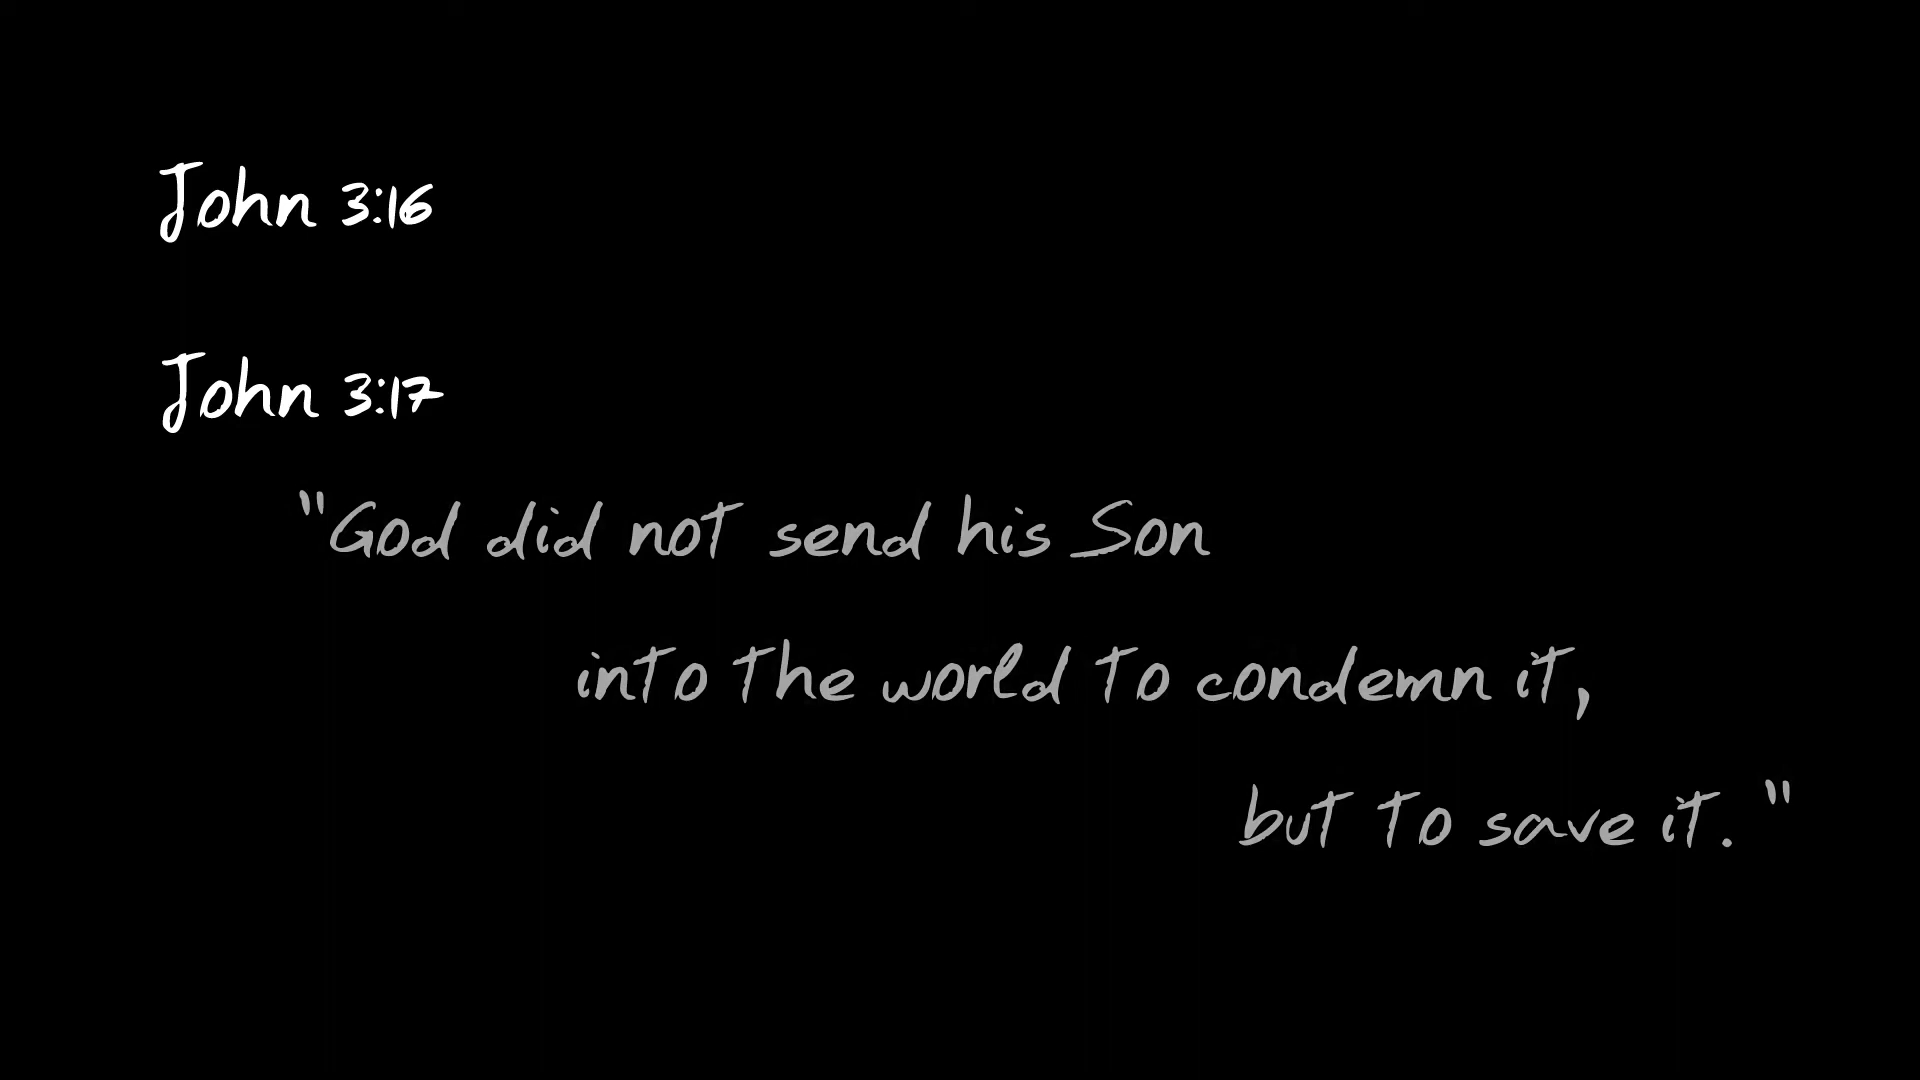 John 3:16
John 3:17
"God did not send his Son
into the world to condemn it,
but to save it. "